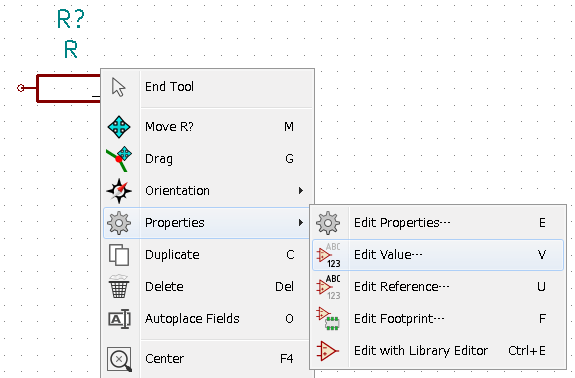 R?
R
End Tool
Move R? M
Drag G
Orientation
Properties
Duplicate C
Delete Del
Autoplace Fields O
Center F4
Edit Properties... E
Edit Value... V
Edit Reference... U
Edit Footprint... F
Edit with Library Editor Ctrl+E
A
ABC
123
ABC
123